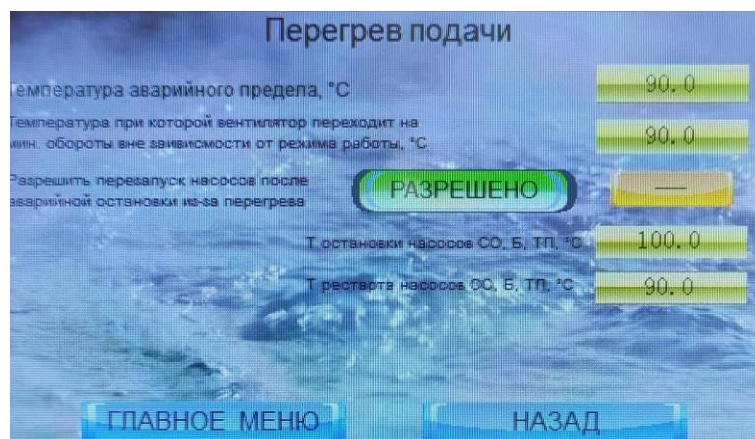 Перегрев подачи
Температура аварийного предела, °C
90.0
Температура при которой вентилятор переходит на
мин. обороты вне зависмости от режима работы, °C
90.0
Разрешить перезапуск насосов после
аварийной остановки из-за перегрева
РАЗРЕШЕНО
—
Т остановки насосов СО, Б, ТП, °C
100.0
Т рестарта насосов СО, Б, ТП, °C
90.0
ГЛАВНОЕ МЕНЮ
НАЗАД